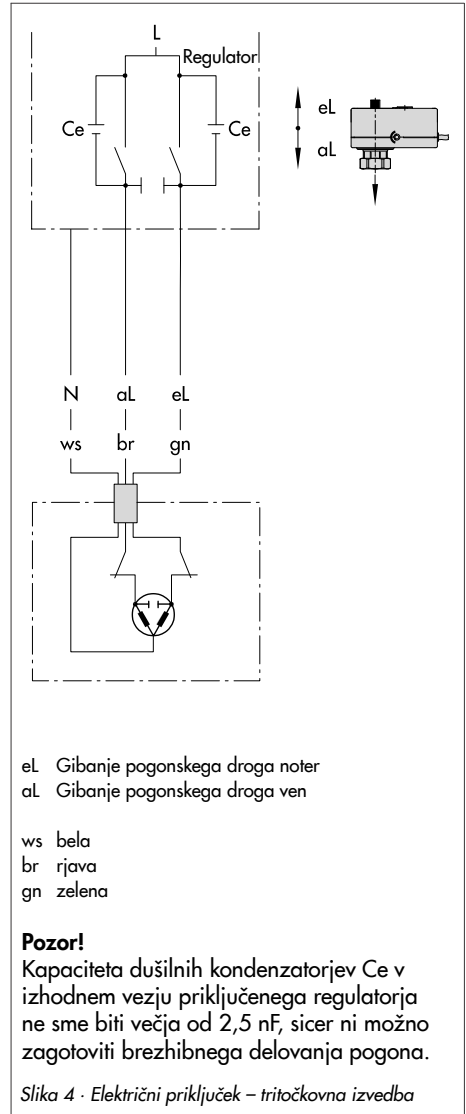 L
Regulator
Ce
Ce
eL
aL
N aL eL
ws br gn
eL Gibanje pogonskega droga noter
aL Gibanje pogonskega droga ven
ws bela
br rjava
gn zelena
Pozor!
Kapaciteta dušilnih kondenzatorjev Ce v
izhodnem vezju priključenega regulatorja
ne sme biti večja od 2,5 nF, sicer ni možno
zagotoviti brezhibnega delovanja pogona.
Slika 4 · Električni priključek – tritočkovna izvedba